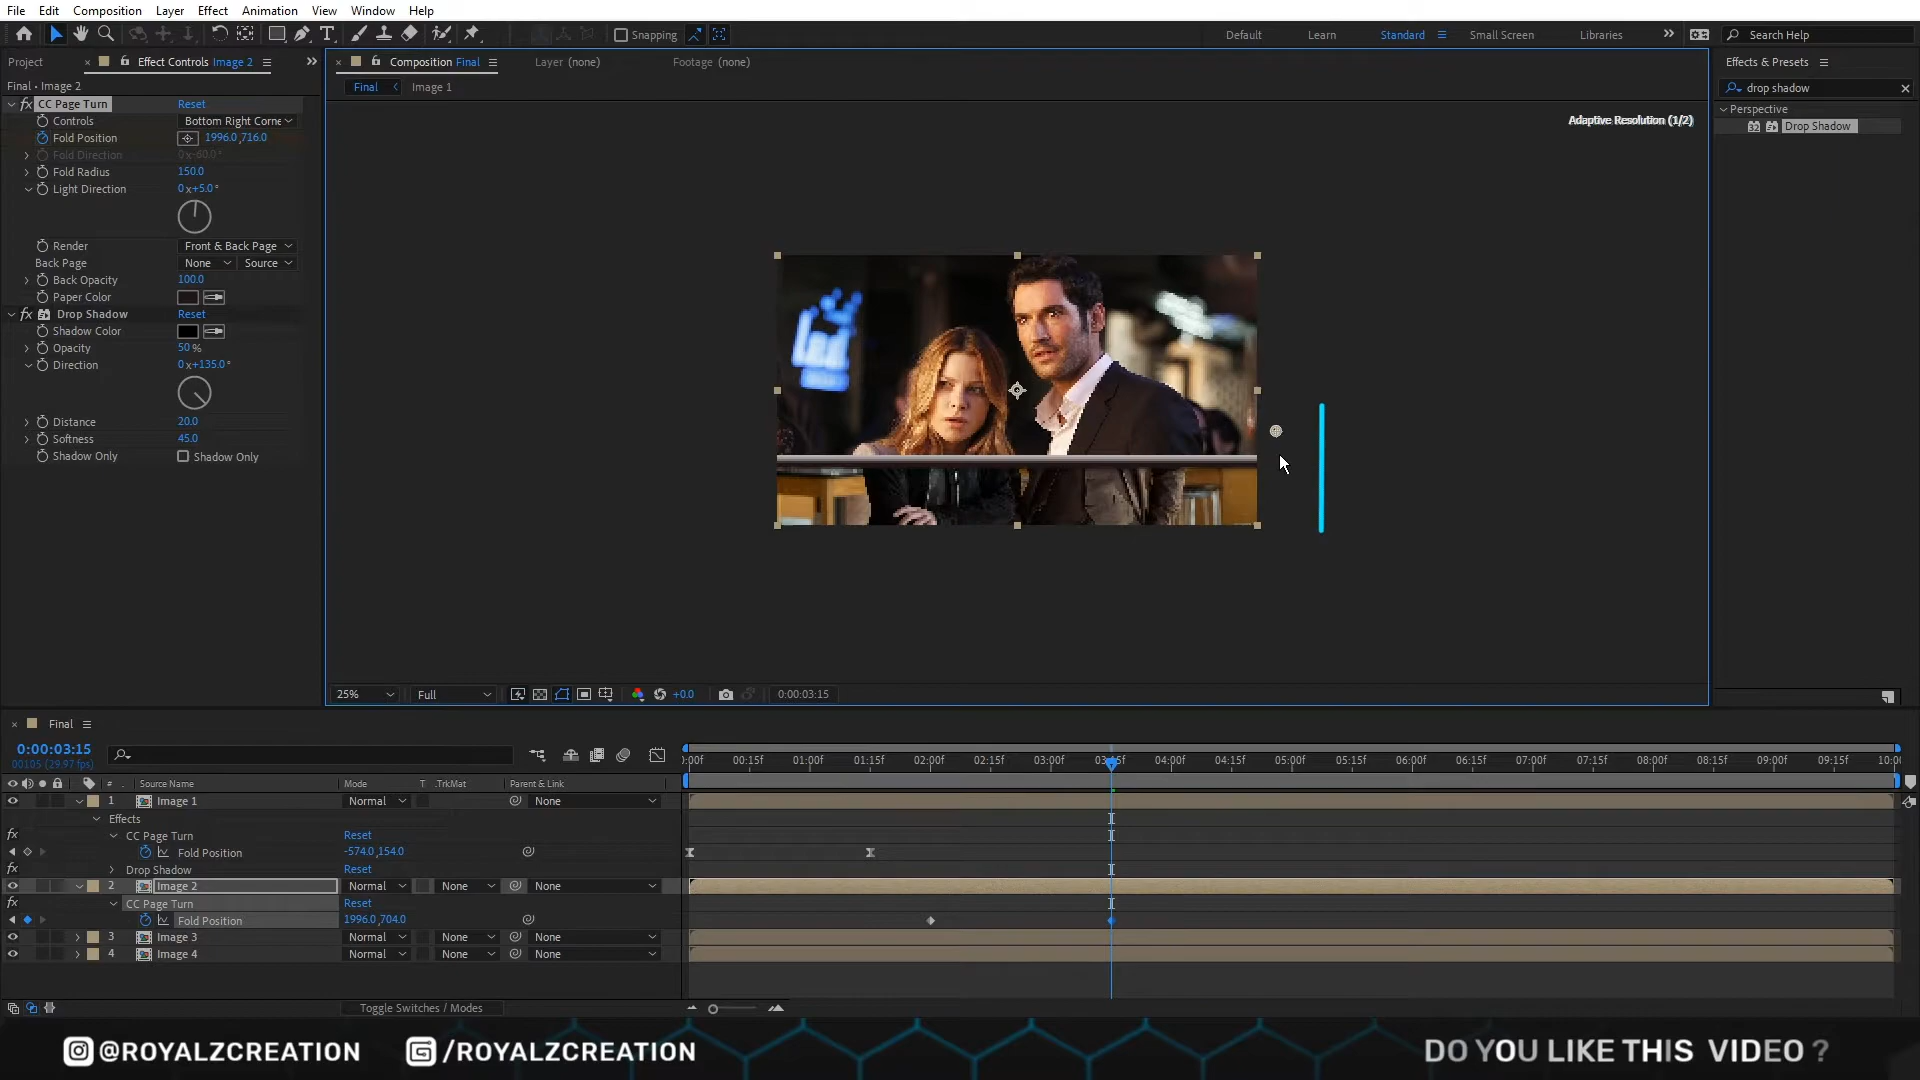 File Edit Composition Layer Effect Animation View Window Help
Snapping Default Learn Standard Small Screen Libraries Search Help
Project Effect Controls Image 2 Composition Final Layer (none) Footage (none) Effects & Presets
Final • Image 2 Final Image 1 drop shadow
CC Page Turn Reset
Controls Bottom Right Corne
Fold Position 1996.0 ,716.0
Fold Direction 0 x-60.0 °
Fold Radius 150.0
Light Direction 0 x+5.0 °
Render Front & Back Page
Back Page None Source
Back Opacity 100.0
Paper Color
Drop Shadow Reset
Shadow Color
Opacity 50 %
Direction 0 x+135.0 °
Distance 20.0
Softness 45.0
Shadow Only Shadow Only
Adaptive Resolution (1/2)
Perspective
32 Drop Shadow
25% Full +0.0 0:00:03:15
Final
0:00:03:15
00105 (29.97 fps)
):00f 00:15f 01:00f 01:15f 02:00f 02:15f 03:00f 03:15f 04:00f 04:15f 05:00f 05:15f 06:00f 06:15f 07:00f 07:15f 08:00f 08:15f 09:00f 09:15f 10:00
# Source Name Mode T .TrkMat Parent & Link
1 Image 1 Normal None
Effects
CC Page Turn Reset
Fold Position -574.0 ,154.0
Drop Shadow Reset
2 Image 2 Normal None None
CC Page Turn Reset
Fold Position 1996.0 ,704.0
3 Image 3 Normal None None
4 Image 4 Normal None None
Toggle Switches / Modes
@ROYALZCREATION /ROYALZCREATION DO YOU LIKE THIS VIDEO ?